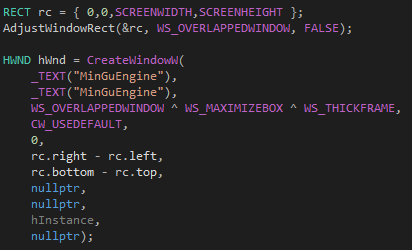 RECT rc = { 0,0,SCREENWIDTH,SCREENHEIGHT };
AdjustWindowRect(&rc, WS_OVERLAPPEDWINDOW, FALSE);
HWND hWnd = CreateWindowW(
_TEXT("MinGuEngine"),
_TEXT("MinGuEngine"),
WS_OVERLAPPEDWINDOW ^ WS_MAXIMIZEBOX ^ WS_THICKFRAME,
CW_USEDEFAULT,
0,
rc.right - rc.left,
rc.bottom - rc.top,
nullptr,
nullptr,
hInstance,
nullptr);